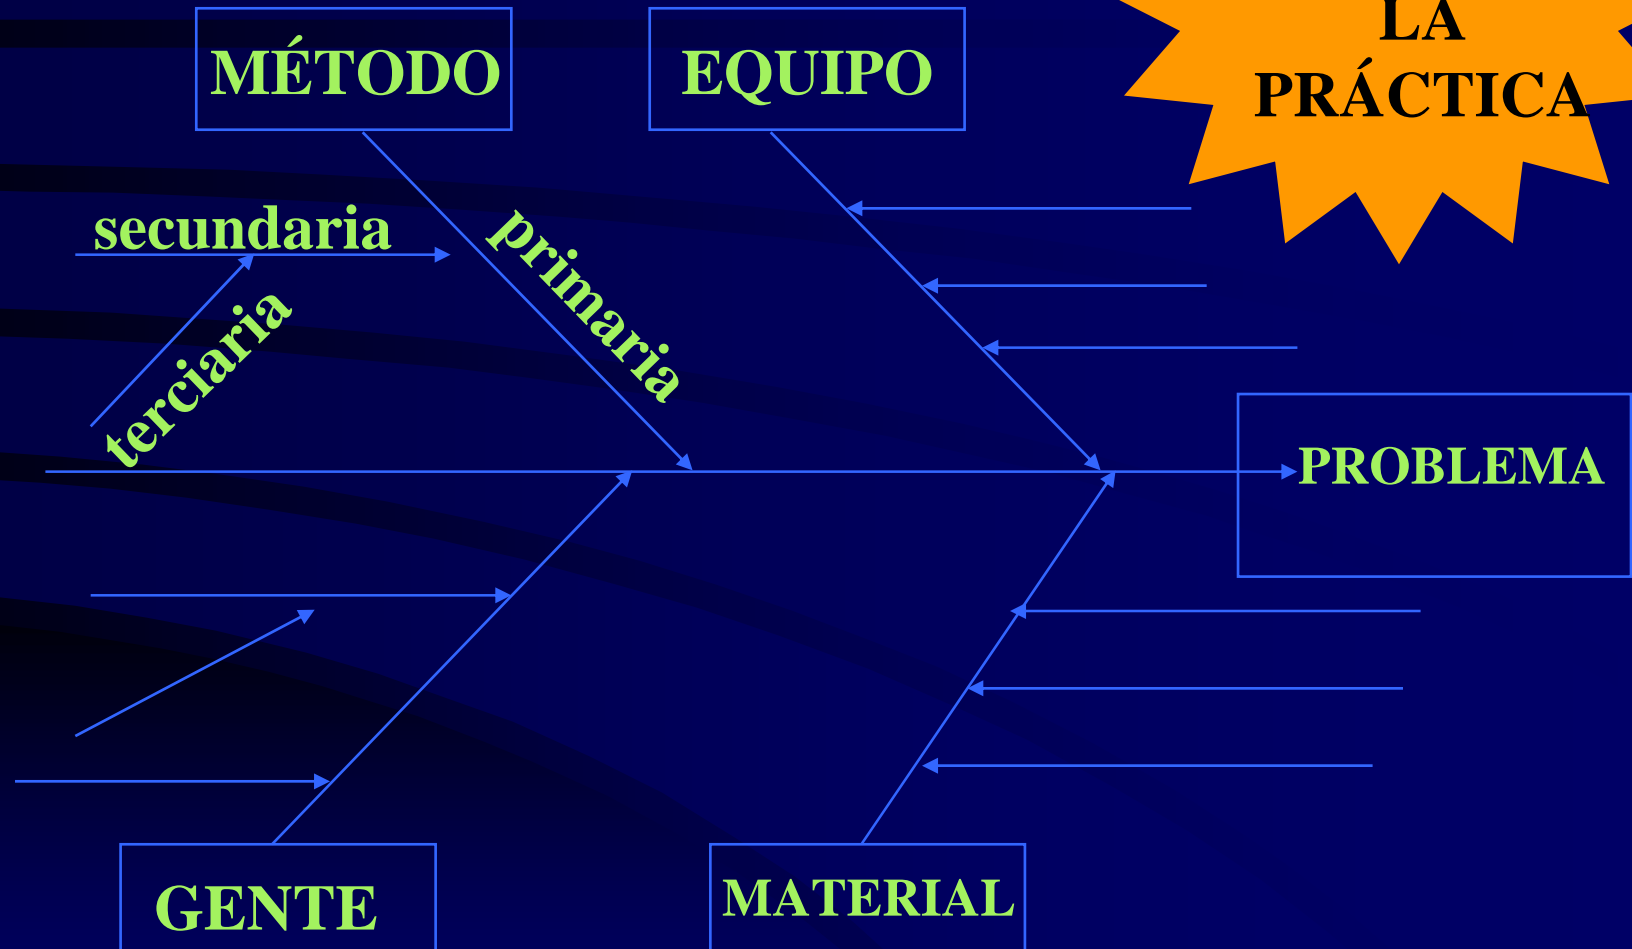 MÉTODO
EQUIPO
LA
PRÁCTICA
secundaria
primaria
terciaria
PROBLEMA
GENTE
MATERIAL